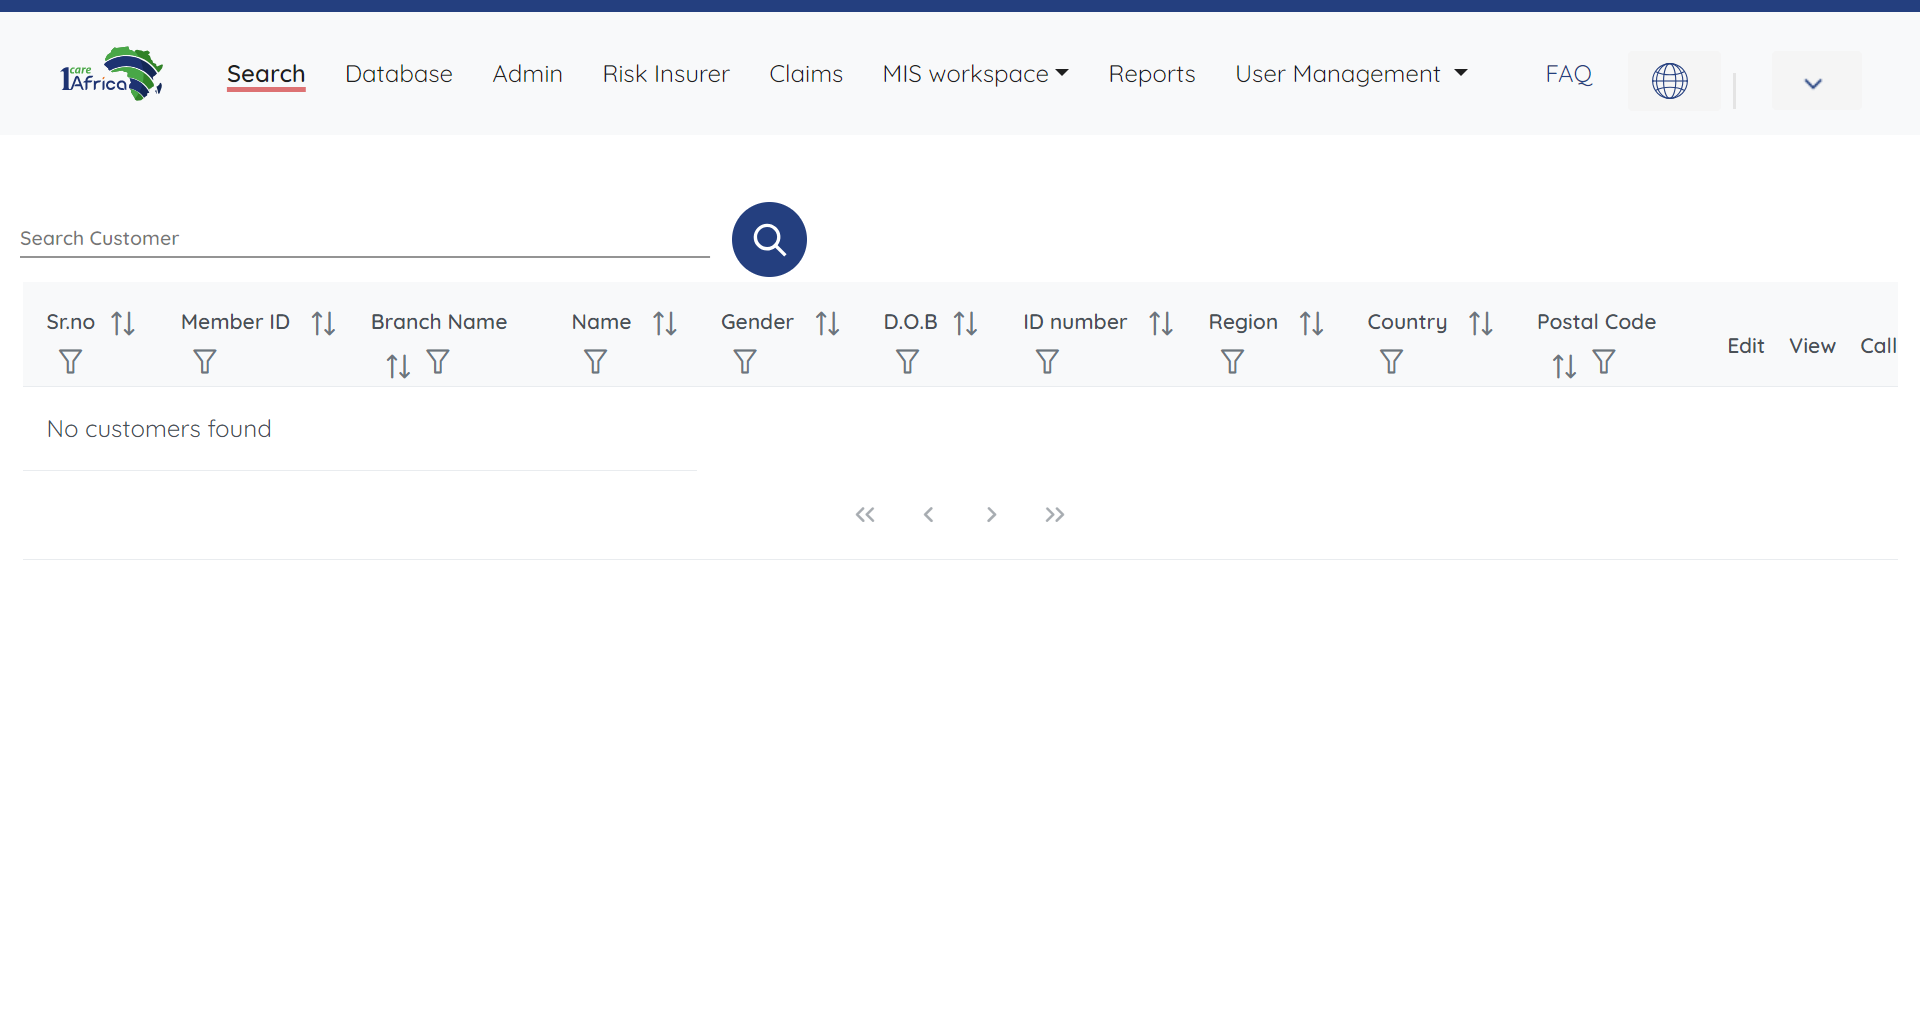 1care Africa
Search Database Admin Risk Insurer Claims MIS workspace Reports User Management FAQ
Search Customer
Sr.no Member ID Branch Name Name Gender D.O.B ID number Region Country Postal Code Edit View Call
No customers found